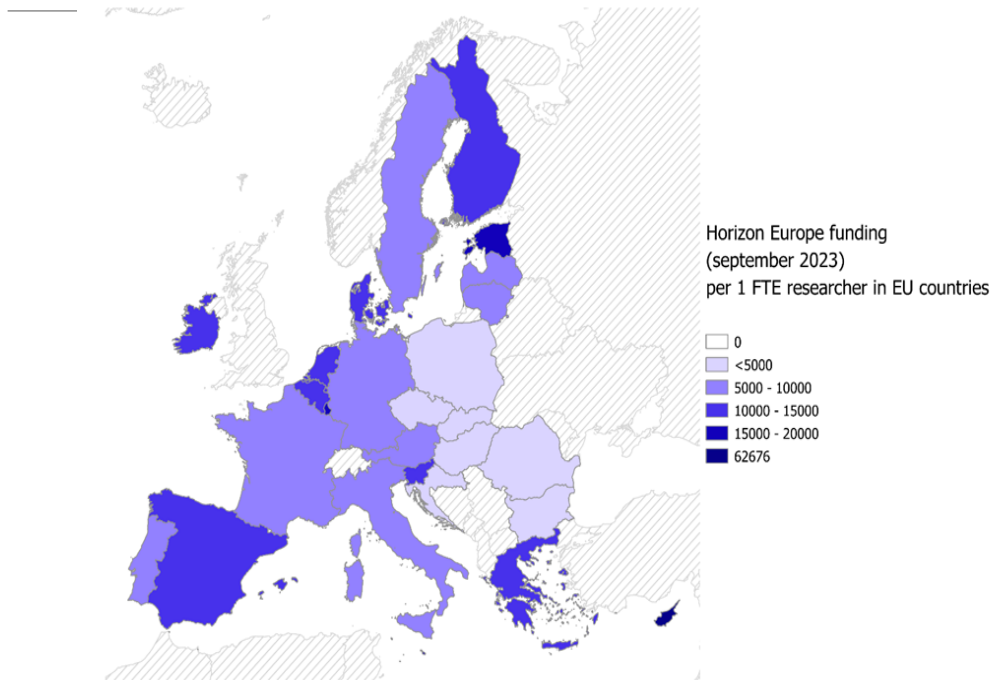 Horizon Europe funding
(september 2023)
per 1 FTE researcher in EU countries
0
<5000
5000 - 10000
10000 - 15000
15000 - 20000
62676